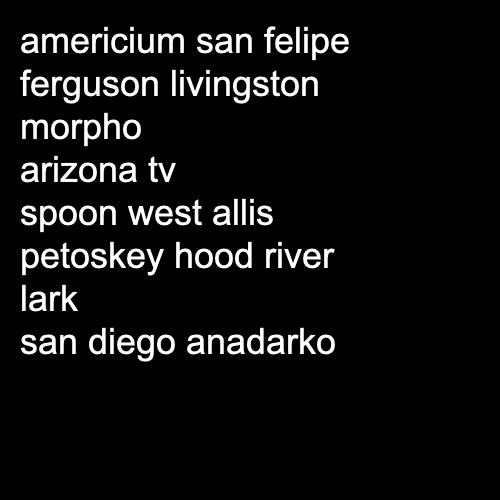 americium san felipe
ferguson livingston
morpho
arizona tv
spoon west allis
petoskey hood river
lark
san diego anadarko